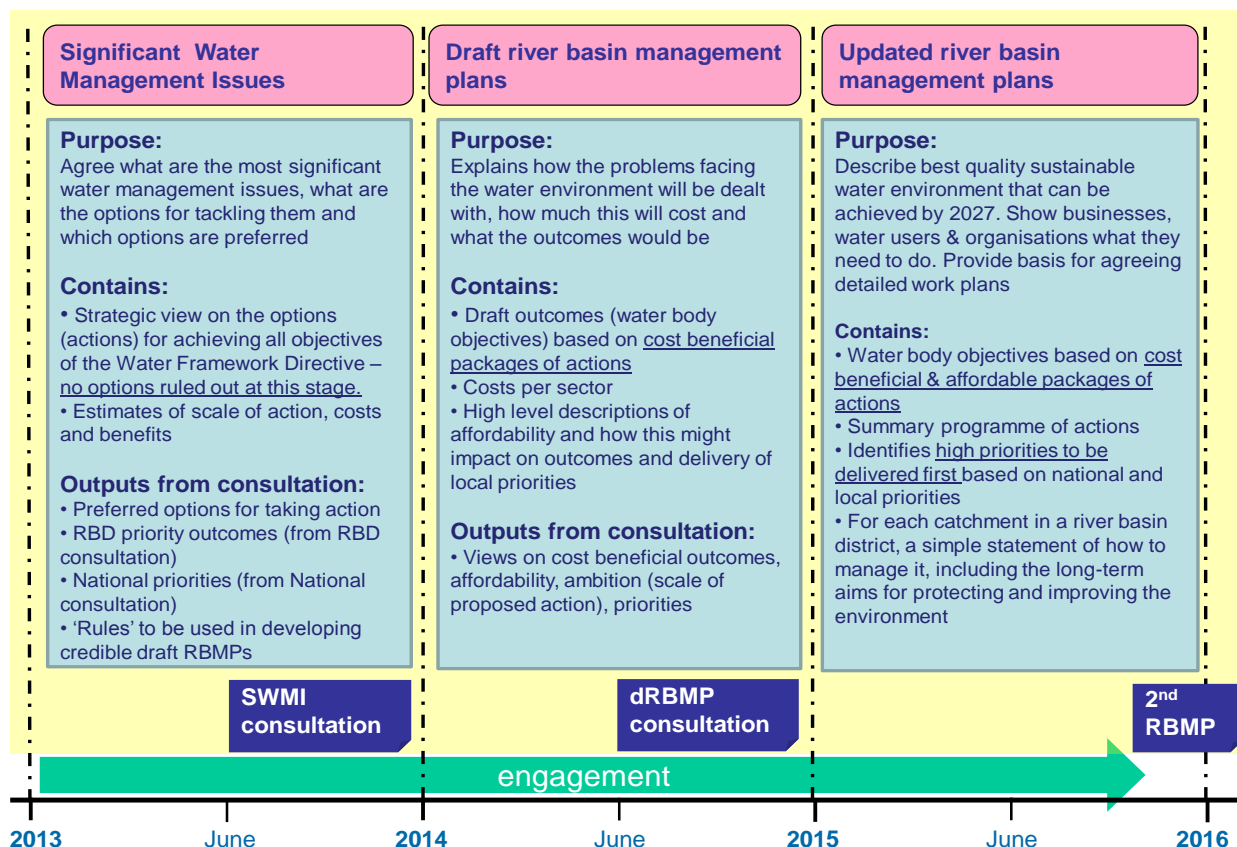 Significant Water
Management Issues
Purpose:
Agree what are the most significant
water management issues, what are
the options for tackling them and
which options are preferred
Contains:
• Strategic view on the options
(actions) for achieving all objectives
of the Water Framework Directive –
no options ruled out at this stage.
• Estimates of scale of action, costs
and benefits
Outputs from consultation:
• Preferred options for taking action
• RBD priority outcomes (from RBD
consultation)
• National priorities (from National
consultation)
• ‘Rules’ to be used in developing
credible draft RBMPs
SWMI
consultation
Draft river basin management
plans
Purpose:
Explains how the problems facing
the water environment will be dealt
with, how much this will cost and
what the outcomes would be
Contains:
• Draft outcomes (water body
objectives) based on cost beneficial
packages of actions
• Costs per sector
• High level descriptions of
affordability and how this might
impact on outcomes and delivery of
local priorities
Outputs from consultation:
• Views on cost beneficial outcomes,
affordability, ambition (scale of
proposed action), priorities
dRBMP
consultation
Updated river basin
management plans
Purpose:
Describe best quality sustainable
water environment that can be
achieved by 2027. Show businesses,
water users & organisations what they
need to do. Provide basis for agreeing
detailed work plans
Contains:
• Water body objectives based on cost
beneficial & affordable packages of
actions
• Summary programme of actions
• Identifies high priorities to be
delivered first based on national and
local priorities
• For each catchment in a river basin
district, a simple statement of how to
manage it, including the long-term
aims for protecting and improving the
environment
2nd
RBMP
engagement
2013 June 2014 June 2015 June 2016